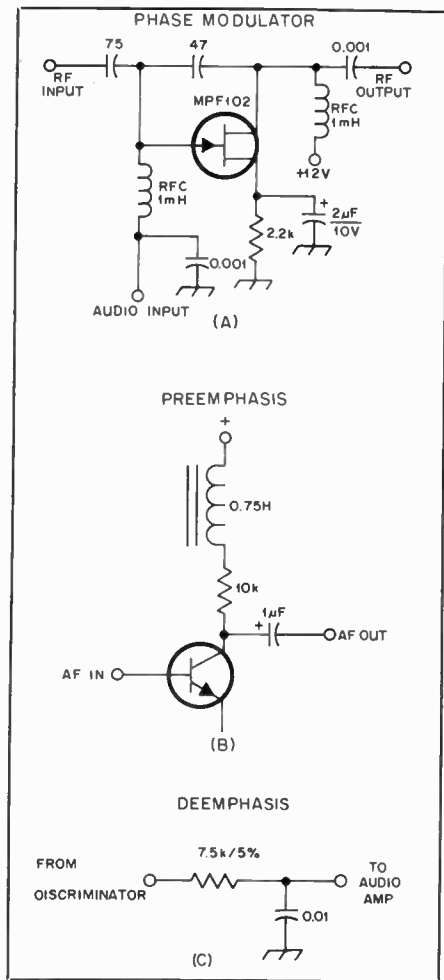 PHASE MODULATOR
75
47
0.001
RF INPUT
RF OUTPUT
MPF102
RFC 1mH
+12V
RFC 1mH
+
2µF
10V
2.2k
0.001
AUDIO INPUT
(A)
PREEMPHASIS
+
0.75H
10k
1µF
+
AF OUT
AF IN
(B)
DEEMPHASIS
7.5k/5%
FROM
DISCRIMINATOR
TO
AUDIO
AMP
0.01
(C)